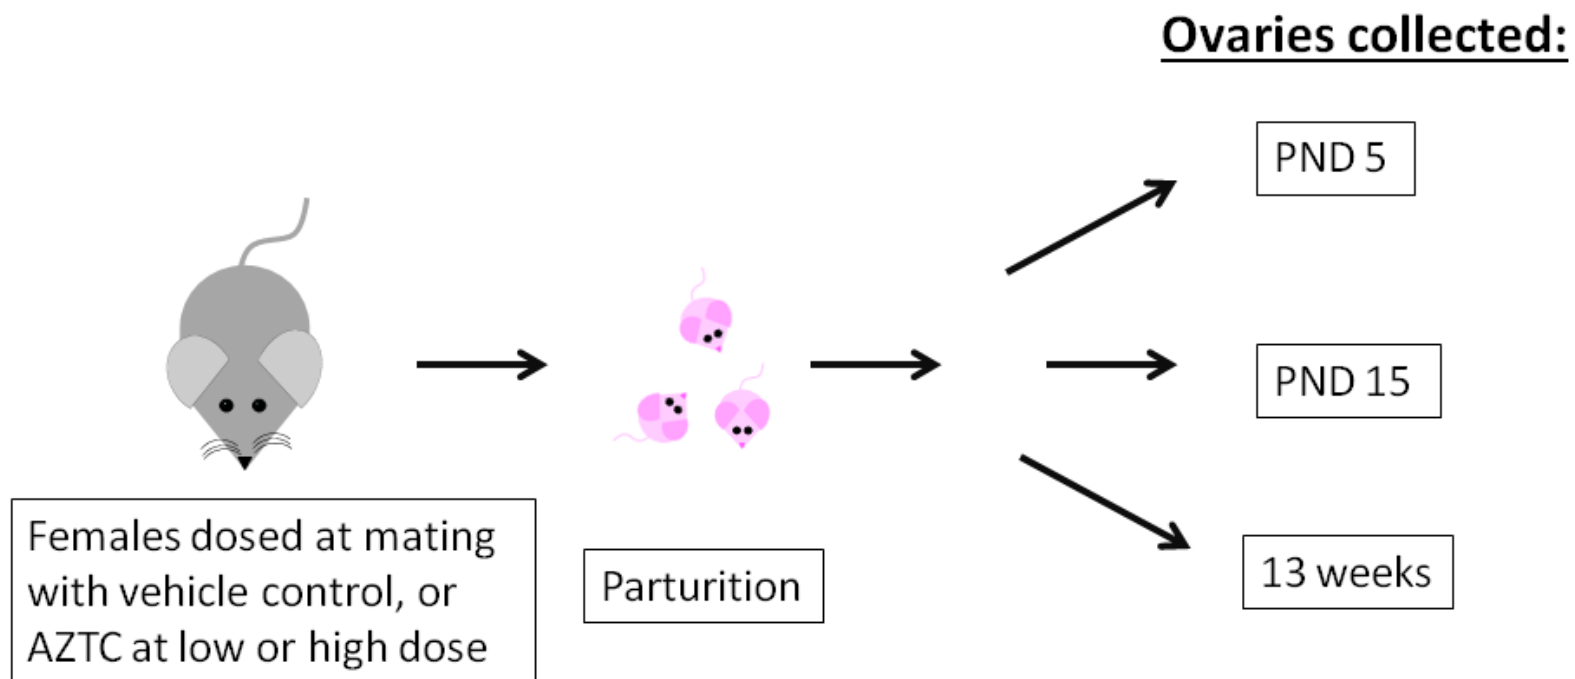 Ovaries collected:
PND 5
PND 15
13 weeks
Females dosed at mating
with vehicle control, or
AZTC at low or high dose
Parturition